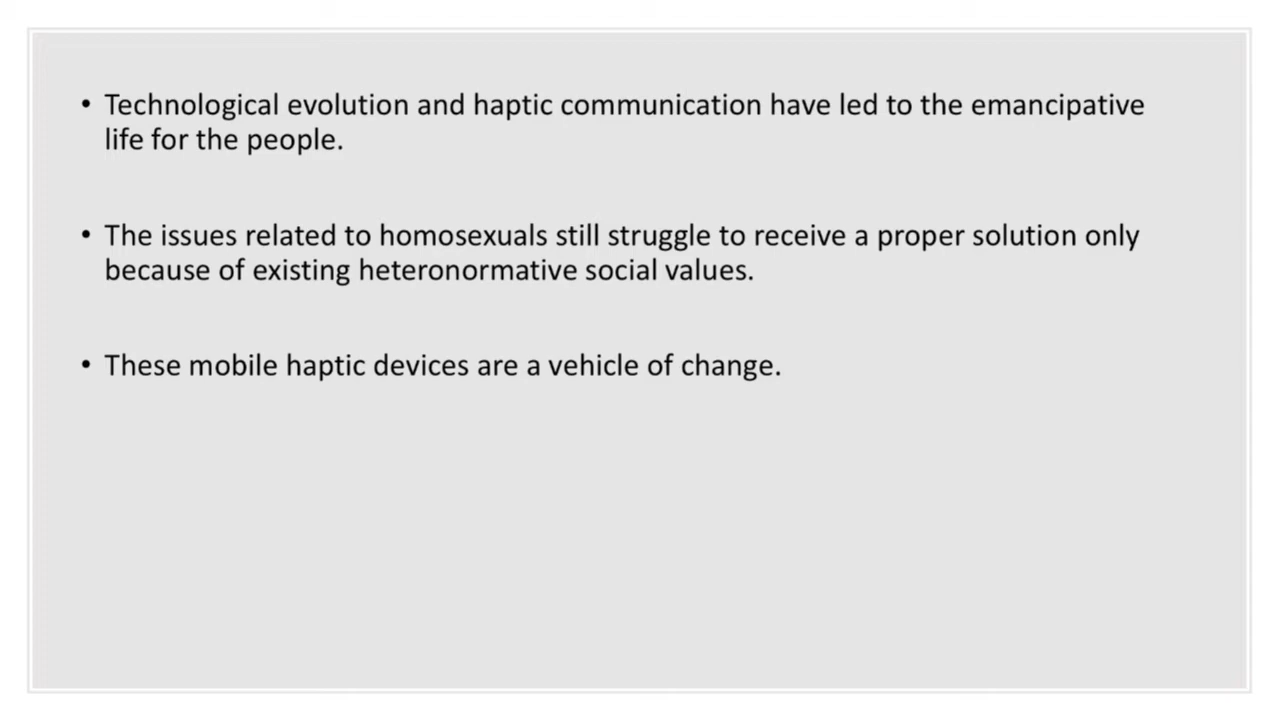 • Technological evolution and haptic communication have led to the emancipative
life for the people.
• The issues related to homosexuals still struggle to receive a proper solution only
because of existing heteronormative social values.
• These mobile haptic devices are a vehicle of change.